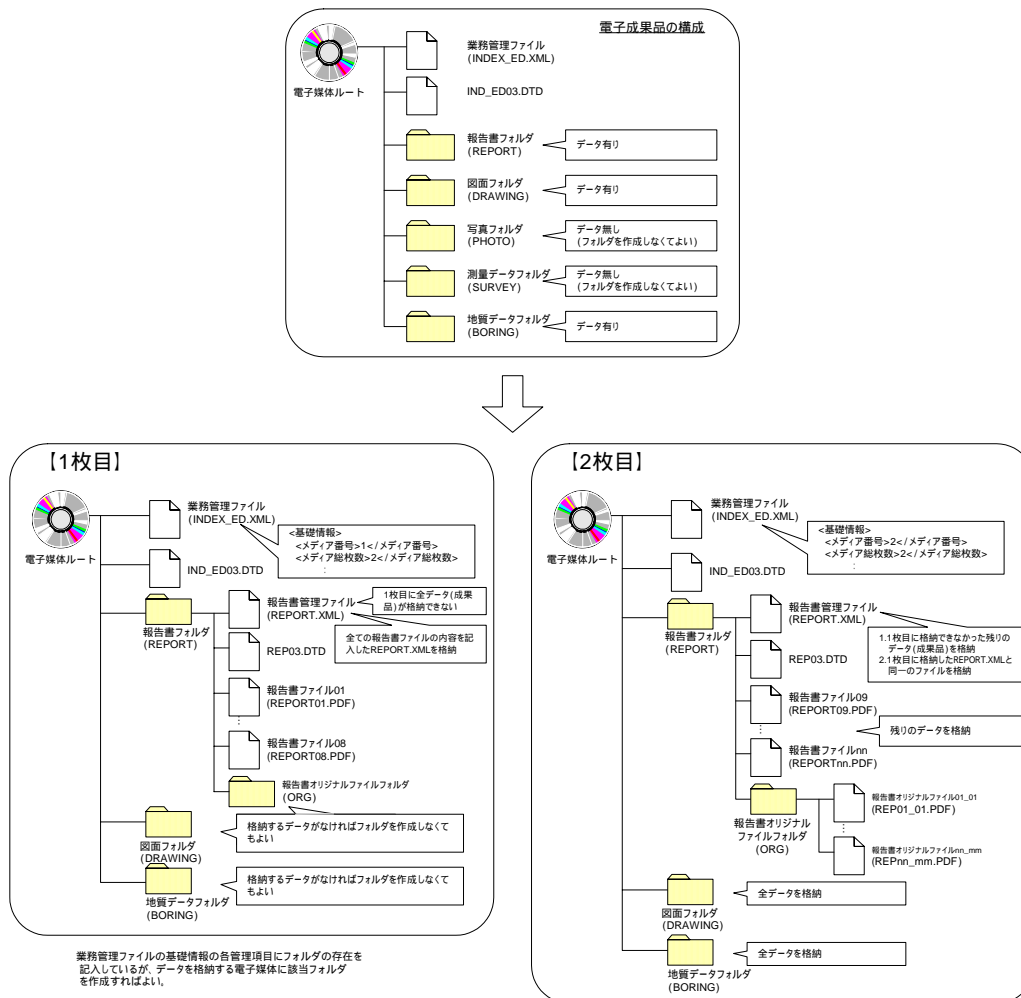 電子成果品の構成
電子媒体ルート
業務管理ファイル
(INDEX_ED.XML)
IND_ED03.DTD
報告書フォルダ
(REPORT)
データ有り
図面フォルダ
(DRAWING)
データ有り
写真フォルダ
(PHOTO)
データ無し
(フォルダを作成しなくてよい)
測量データフォルダ
(SURVEY)
データ無し
(フォルダを作成しなくてよい)
地質データフォルダ
(BORING)
データ有り
【1枚目】
電子媒体ルート
業務管理ファイル
(INDEX_ED.XML)
<基礎情報>
<メディア番号>1</メディア番号>
<メディア総枚数>2</メディア総枚数>
:
IND_ED03.DTD
報告書フォルダ
(REPORT)
報告書管理ファイル
(REPORT.XML)
1枚目に全データ(成果
品)が格納できない
全ての報告書ファイルの内容を記
入したREPORT.XMLを格納
REP03.DTD
報告書ファイル01
(REPORT01.PDF)
⋮
報告書ファイル08
(REPORT08.PDF)
報告書オリジナルファイルフォルダ
(ORG)
図面フォルダ
(DRAWING)
格納するデータがなければフォルダを作成しなくて
もよい
地質データフォルダ
(BORING)
格納するデータがなければフォルダを作成しなくて
もよい
業務管理ファイルの基礎情報の各管理項目にフォルダの存在を
記入しているが、データを格納する電子媒体に該当フォルダ
を作成すればよい。
【2枚目】
電子媒体ルート
業務管理ファイル
(INDEX_ED.XML)
<基礎情報>
<メディア番号>2</メディア番号>
<メディア総枚数>2</メディア総枚数>
:
IND_ED03.DTD
報告書フォルダ
(REPORT)
報告書管理ファイル
(REPORT.XML)
1.1枚目に格納できなかった残りの
データ(成果品)を格納
2.1枚目に格納したREPORT.XMLと
同一のファイルを格納
REP03.DTD
報告書ファイル09
(REPORT09.PDF)
⋮
残りのデータを格納
報告書ファイルnn
(REPORTnn.PDF)
報告書オリジナル
ファイルフォルダ
(ORG)
報告書オリジナルファイル01_01
(REP01_01.PDF)
⋮
報告書オリジナルファイルnn_mm
(REPnn_mm.PDF)
図面フォルダ
(DRAWING)
全データを格納
地質データフォルダ
(BORING)
全データを格納